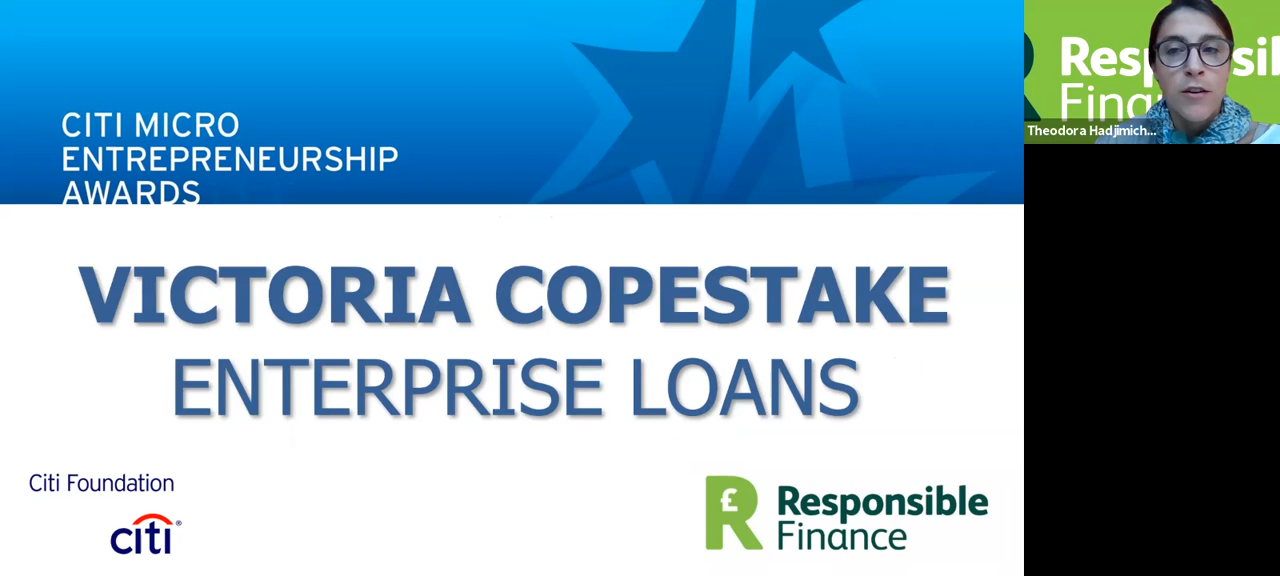 CITI MICRO
ENTREPRENEURSHIP
AWARDS
VICTORIA COPESTAKE
ENTERPRISE LOANS
Citi Foundation
citi®
£
Responsible
Finance
Theodora Hadjimich...